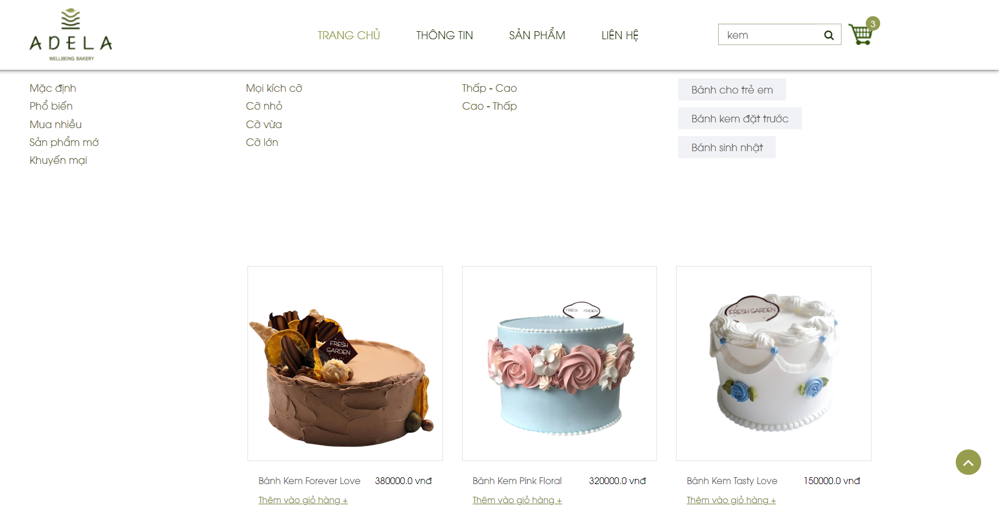 ADELA
WELLBEING BAKERY
TRANG CHỦ
THÔNG TIN
SẢN PHẨM
LIÊN HỆ
kem
3
Mặc định
Phổ biến
Mua nhiều
Sản phẩm mớ
Khuyến mại
Mọi kích cỡ
Cỡ nhỏ
Cỡ vừa
Cỡ lớn
Thấp - Cao
Cao - Thấp
Bánh cho trẻ em
Bánh kem đặt trước
Bánh sinh nhật
FRESH
GARDEN
FRESH GARDEN
FRESH GARDEN
Bánh Kem Forever Love 380000.0 vnđ
Thêm vào giỏ hàng +
Bánh Kem Pink Floral 320000.0 vnđ
Thêm vào giỏ hàng +
Bánh Kem Tasty Love 150000.0 vnđ
Thêm vào giỏ hàng +